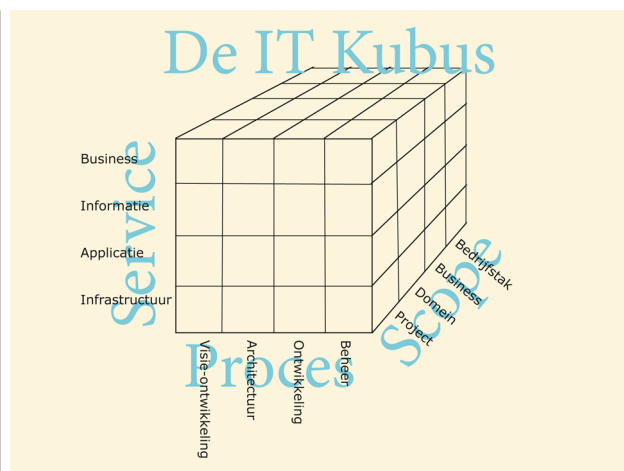 De IT Kubus
Service
Business
Informatie
Applicatie
Infrastructuur
Proces
Visie-ontwikkeling
Architectuur
Ontwikkeling
Beheer
Scope
Project
Domein
Business
Bedrijfstak